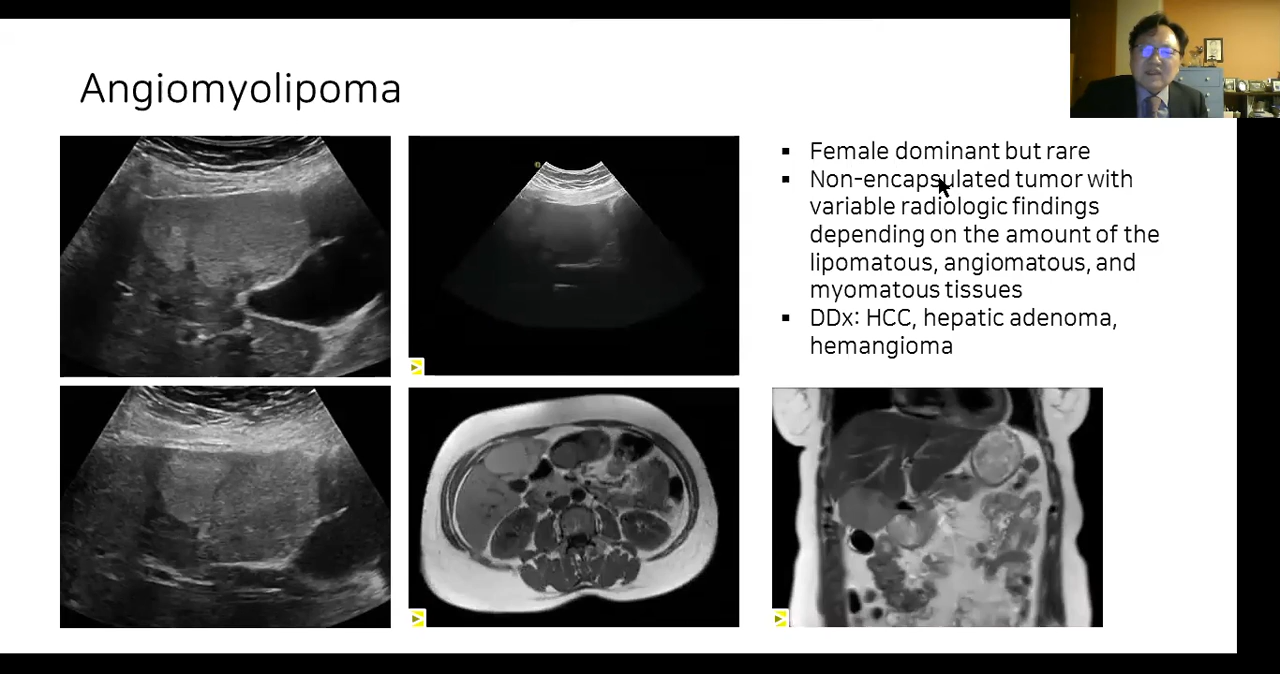 Angiomyolipoma
▪ Female dominant but rare
▪ Non-encapsulated tumor with
variable radiologic findings
depending on the amount of the
lipomatous, angiomatous, and
myomatous tissues
▪ DDx: HCC, hepatic adenoma,
hemangioma